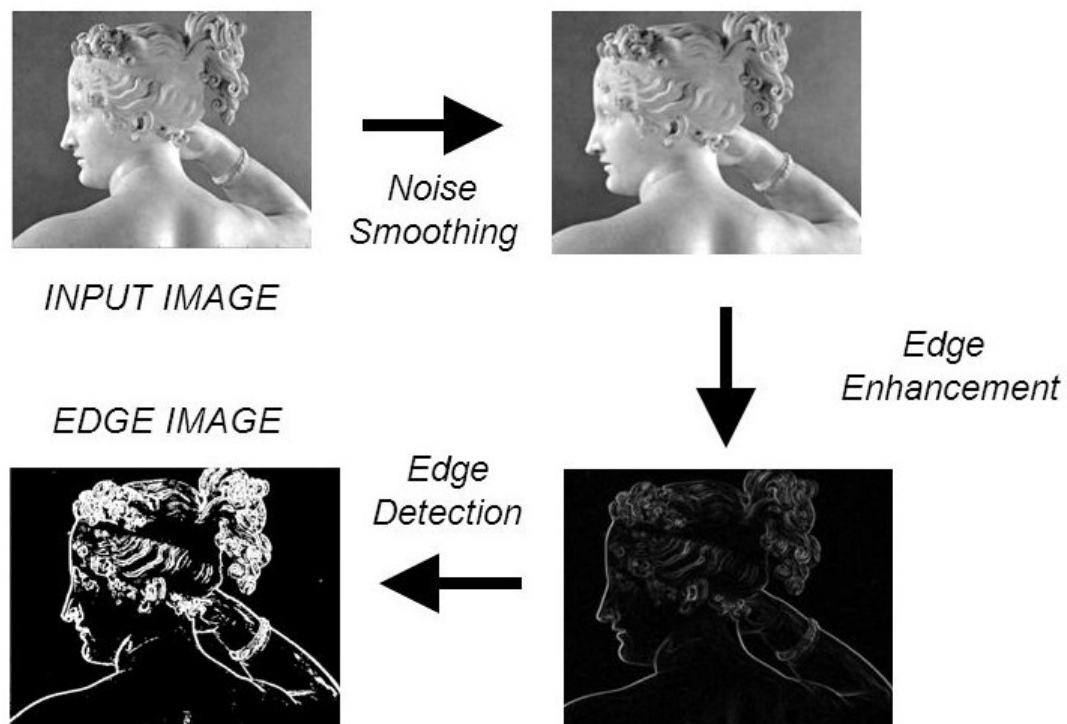 INPUT IMAGE
Noise
Smoothing
Edge
Enhancement
Edge
Detection
EDGE IMAGE